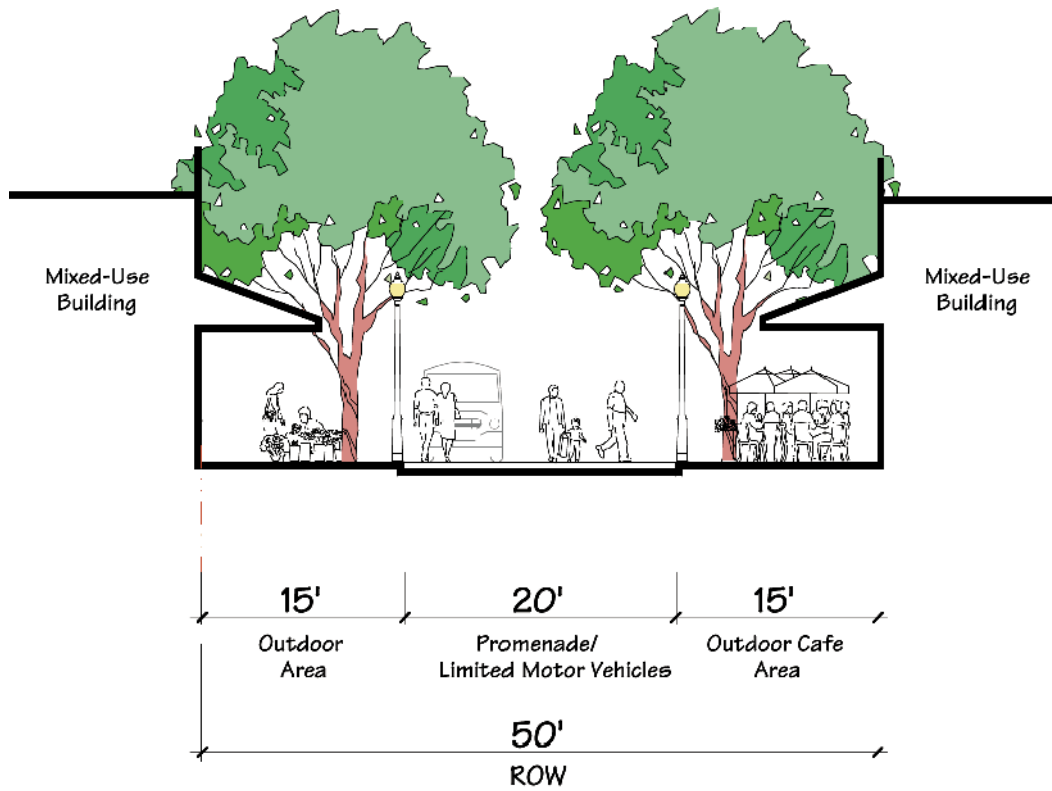 Mixed-Use
Building
Mixed-Use
Building
15'
20'
15'
Outdoor
Area
Promenade/
Limited Motor Vehicles
Outdoor Cafe
Area
50'
ROW